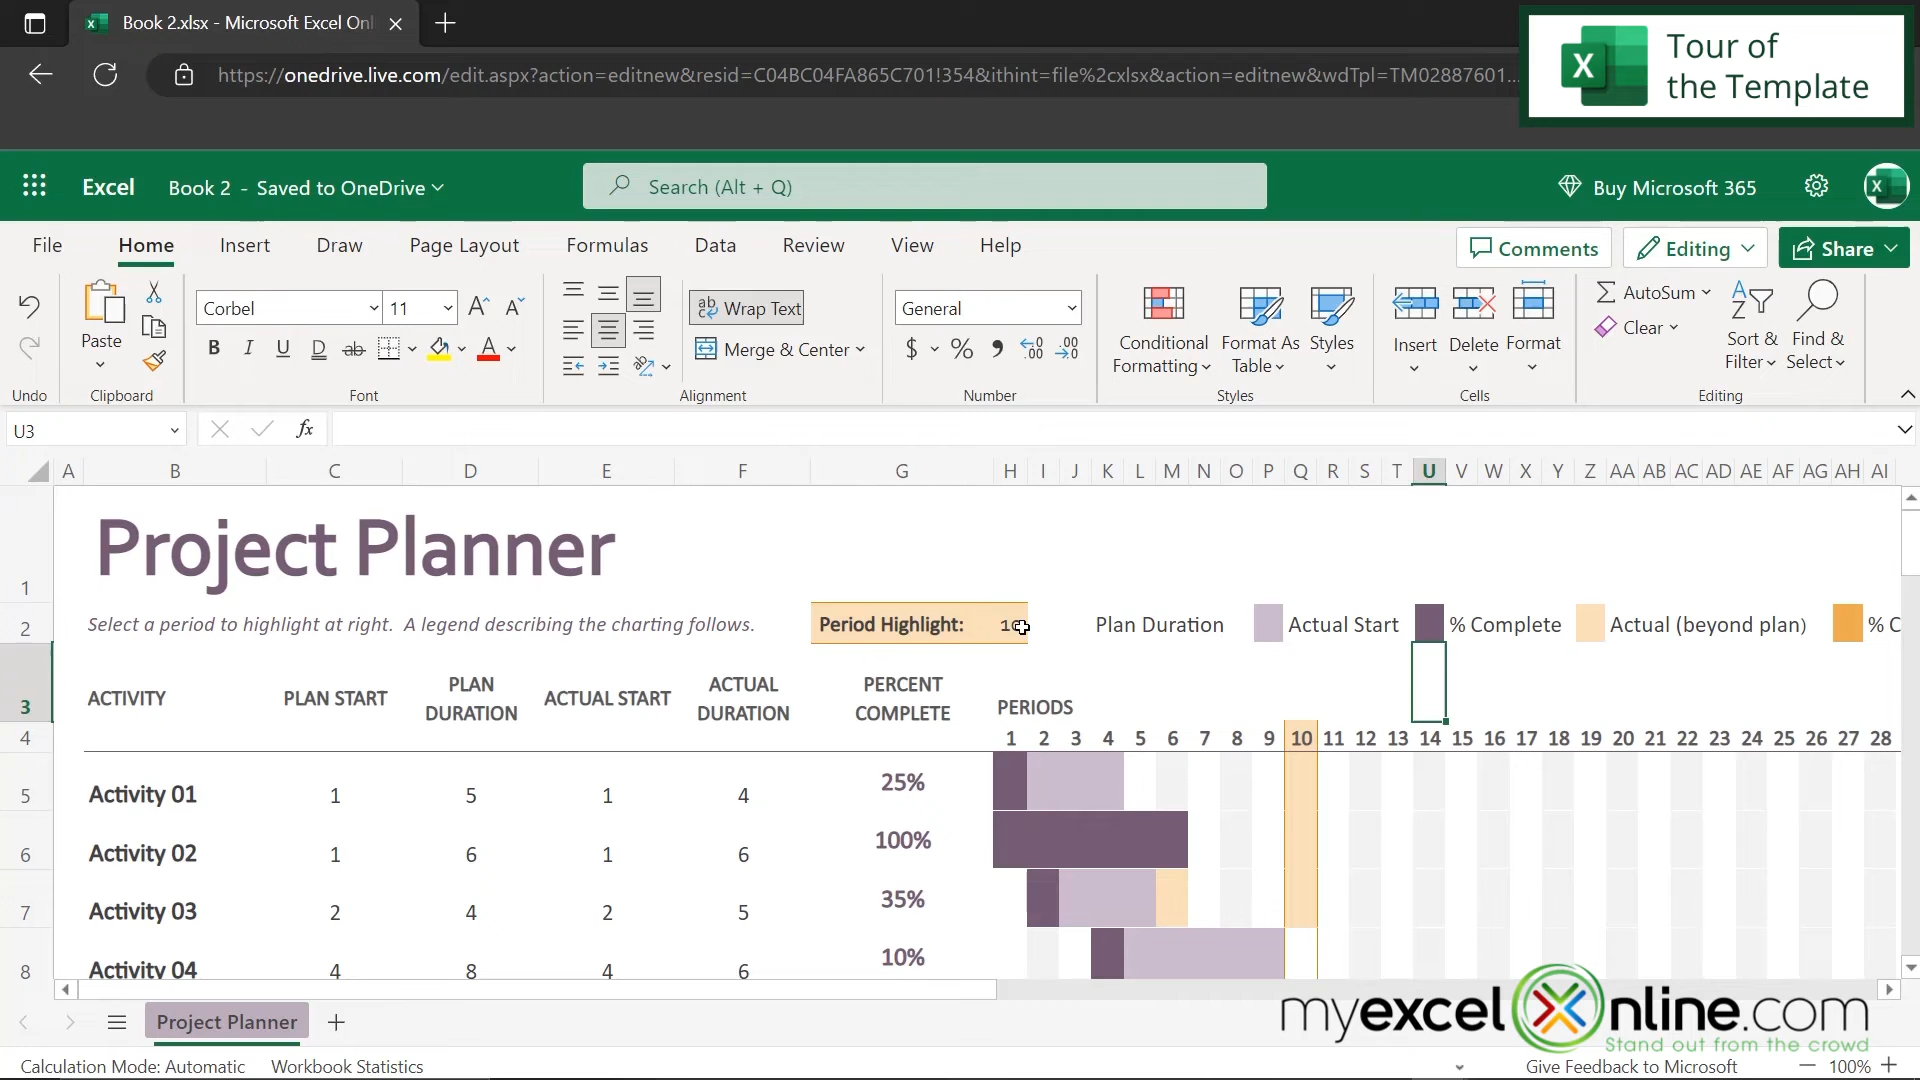 Book 2.xlsx - Microsoft Excel Onl
Tour of
the Template
https://onedrive.live.com/edit.aspx?action=editnew&resid=C04BC04FA865C701!354&ithint=file%2cxlsx&action=editnew&wdTpl=TM02887601...
Excel Book 2 - Saved to OneDrive Search (Alt + Q) Buy Microsoft 365
File Home Insert Draw Page Layout Formulas Data Review View Help Comments Editing Share
Corbel 11 A A ab Wrap Text General AutoSum
Paste B I U D ab A Merge & Center $ % Conditional Formatting Format As Table Styles Insert Delete Format Clear Sort & Filter Find & Select
Undo Clipboard Font Alignment Number Styles Cells Editing
U3 fx
A B C D E F G H I J K L M N O P Q R S T U V W X Y Z AA AB AC AD AE AF AG AH AI
1 Project Planner
2 Select a period to highlight at right. A legend describing the charting follows. Period Highlight: Plan Duration Actual Start % Complete Actual (beyond plan) % C
3 ACTIVITY PLAN START PLAN DURATION ACTUAL START ACTUAL DURATION PERCENT COMPLETE PERIODS
4 1 2 3 4 5 6 7 8 9 10 11 12 13 14 15 16 17 18 19 20 21 22 23 24 25 26 27 28
5 Activity 01 1 5 1 4 25%
6 Activity 02 1 6 1 6 100%
7 Activity 03 2 4 2 5 35%
8 Activity 04 4 8 4 6 10%
Project Planner
myexcelonline.com
Stand out from the crowd
Calculation Mode: Automatic Workbook Statistics Give Feedback to Microsoft 100%